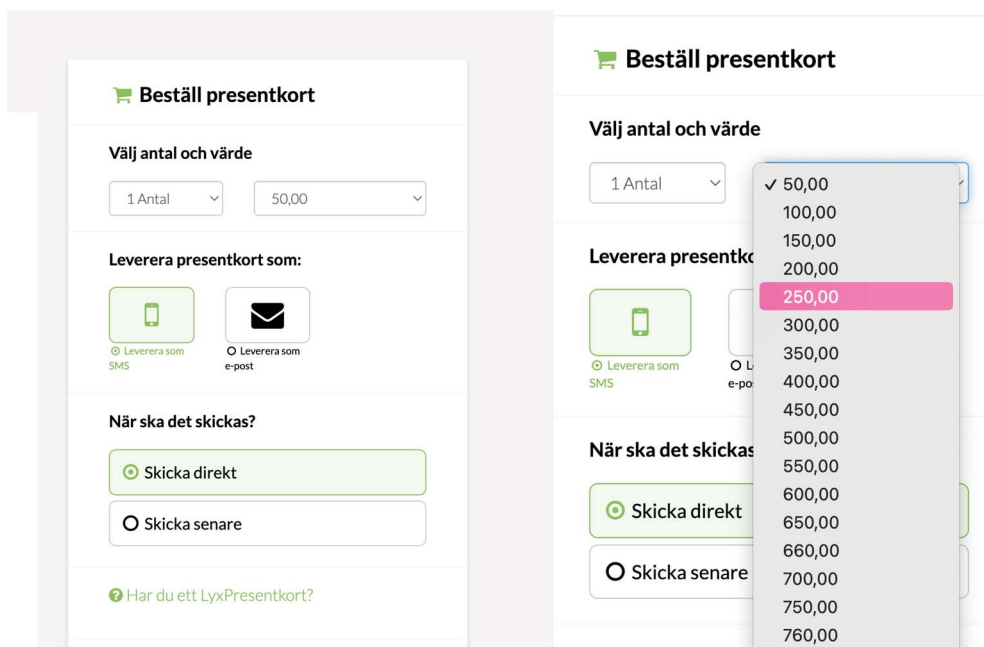 Beställ presentkort
Välj antal och värde
1 Antal
50,00
Leverera presentkort som:
Leverera som
SMS
Leverera som
e-post
När ska det skickas?
Skicka direkt
Skicka senare
Har du ett LyxPresentkort?
Beställ presentkort
Välj antal och värde
1 Antal
✓ 50,00
100,00
150,00
200,00
250,00
300,00
350,00
400,00
450,00
500,00
550,00
600,00
650,00
660,00
700,00
750,00
760,00
Leverera
Leverera som
SMS
När ska det
Skicka direkt
Skicka senare